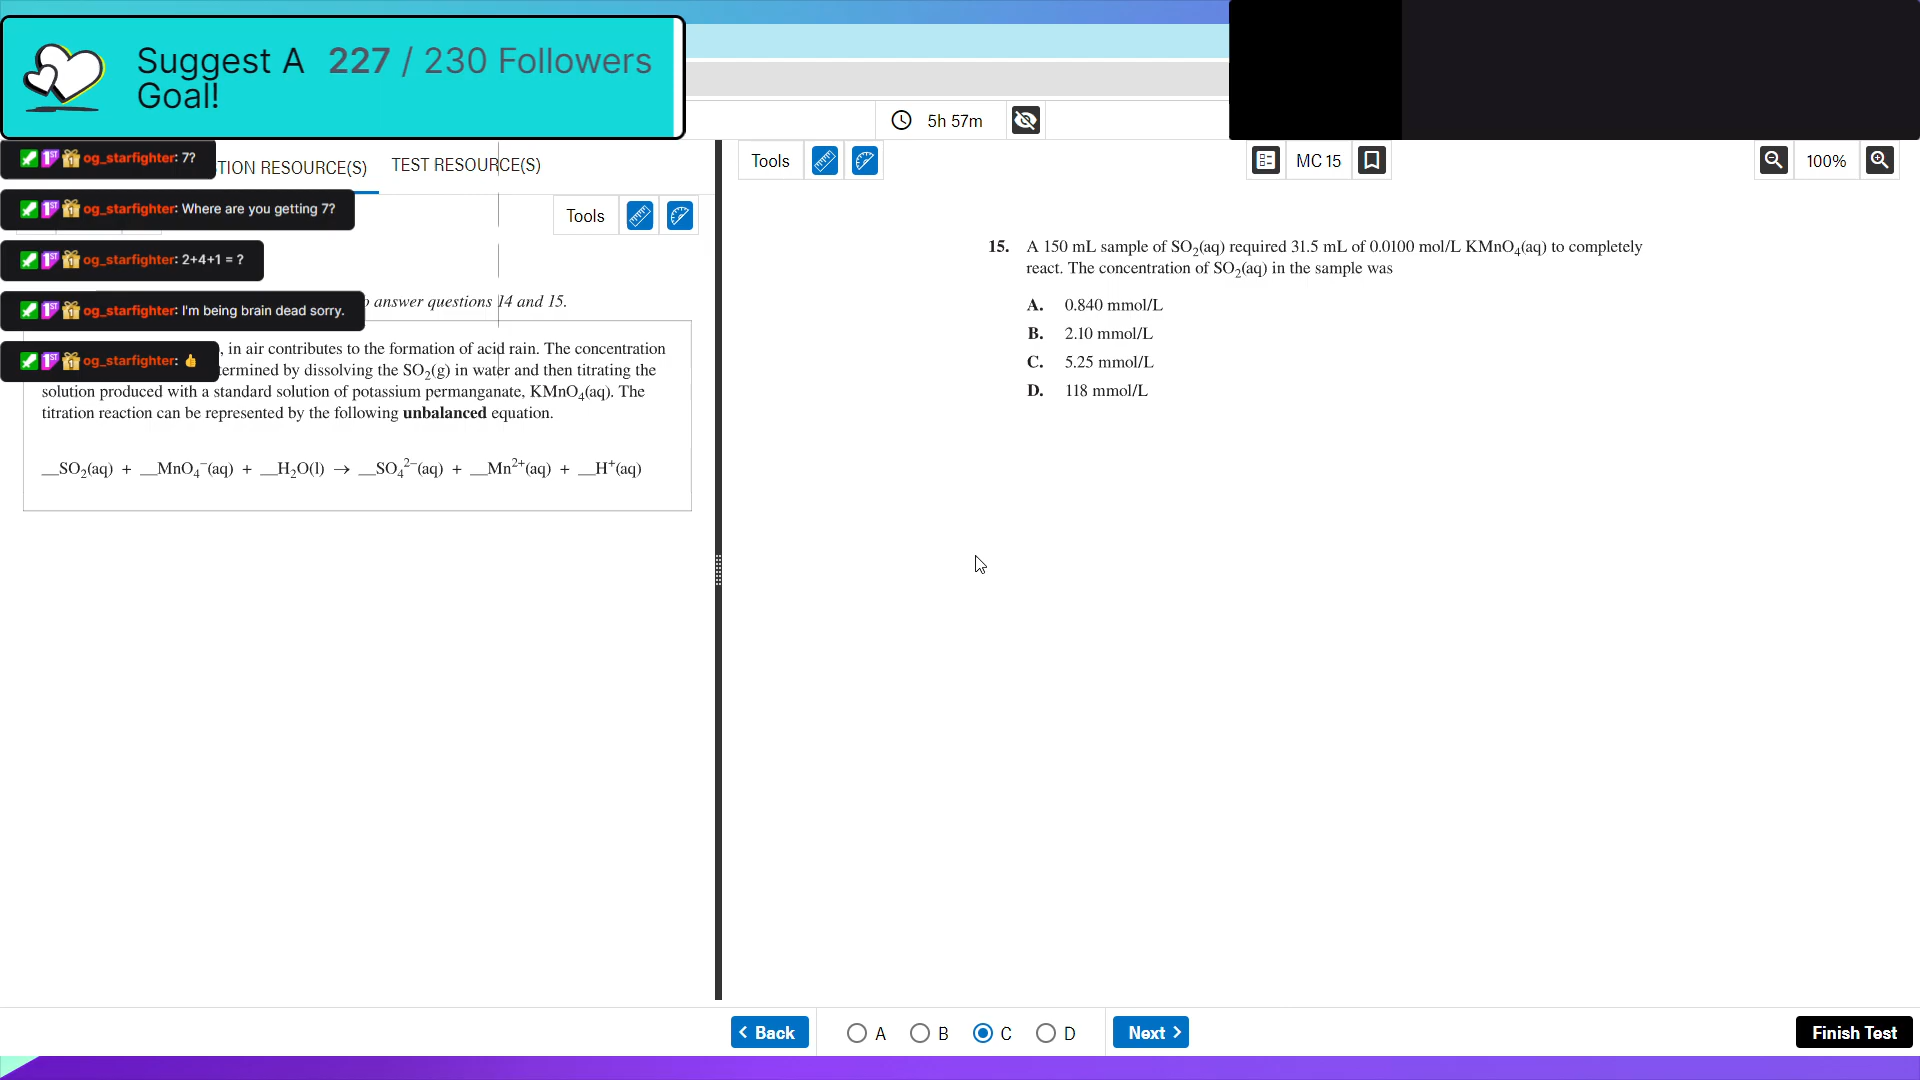 Suggest A 227 / 230 Followers
Goal!
5h 57m
og_starfighter: 7?
TION RESOURCE(S)
TEST RESOURCE(S)
Tools
MC 15
100%
og_starfighter: Where are you getting 7?
Tools
og_starfighter: 2+4+1 = ?
og_starfighter: I'm being brain dead sorry.
answer questions 14 and 15.
og_starfighter: 👍
, in air contributes to the formation of acid rain. The concentration
termined by dissolving the SO₂(g) in water and then titrating the
solution produced with a standard solution of potassium permanganate, KMnO₄(aq). The
titration reaction can be represented by the following unbalanced equation.
__SO₂(aq) + __MnO₄⁻(aq) + __H₂O(l) → __SO₄²⁻(aq) + __Mn²⁺(aq) + __H⁺(aq)
15. A 150 mL sample of SO₂(aq) required 31.5 mL of 0.0100 mol/L KMnO₄(aq) to completely
react. The concentration of SO₂(aq) in the sample was
A. 0.840 mmol/L
B. 2.10 mmol/L
C. 5.25 mmol/L
D. 118 mmol/L
Back
A
B
C
D
Next
Finish Test